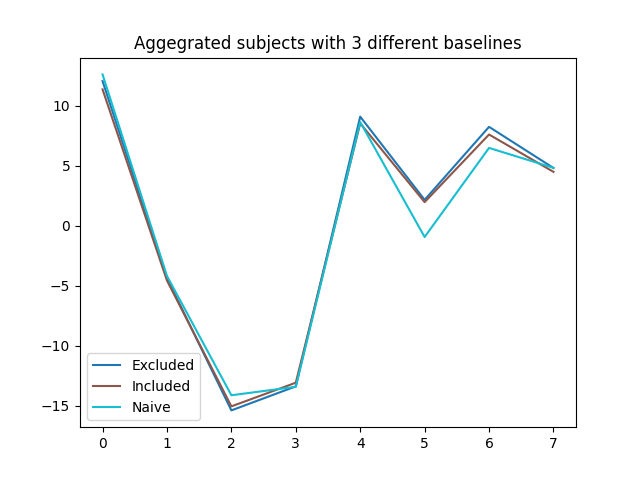 Aggegrated subjects with 3 different baselines
10
5
0
−5
−10
−15
Excluded
Included
Naive
0 1 2 3 4 5 6 7